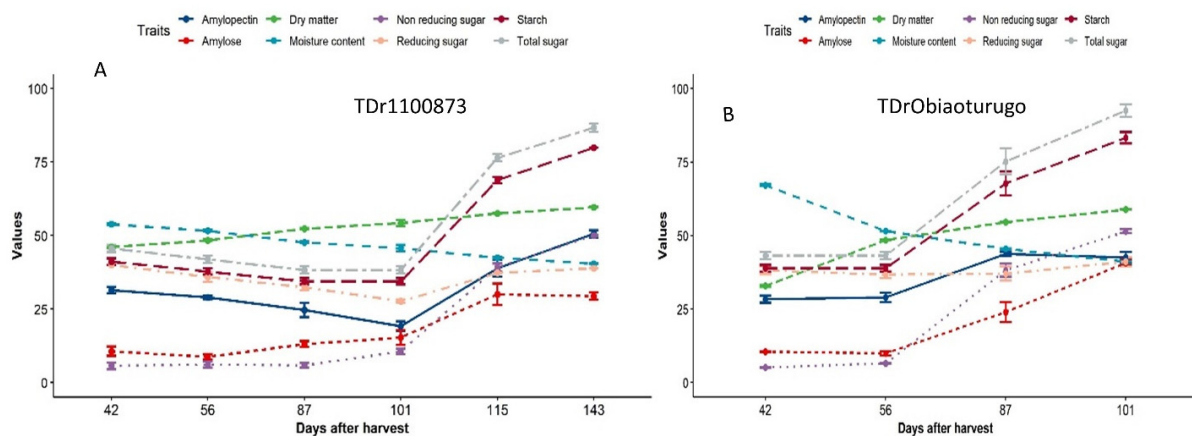 Traits
Amylopectin Dry matter Non reducing sugar Starch
Amylose Moisture content Reducing sugar Total sugar
A
TDr1100873
100
75
50
25
0
Values
42 56 87 101 115 143
Days after harvest
Traits
Amylopectin Dry matter Non reducing sugar Starch
Amylose Moisture content Reducing sugar Total sugar
B
TDrObiaoturugo
100
75
50
25
0
Values
42 56 87 101
Days after harvest